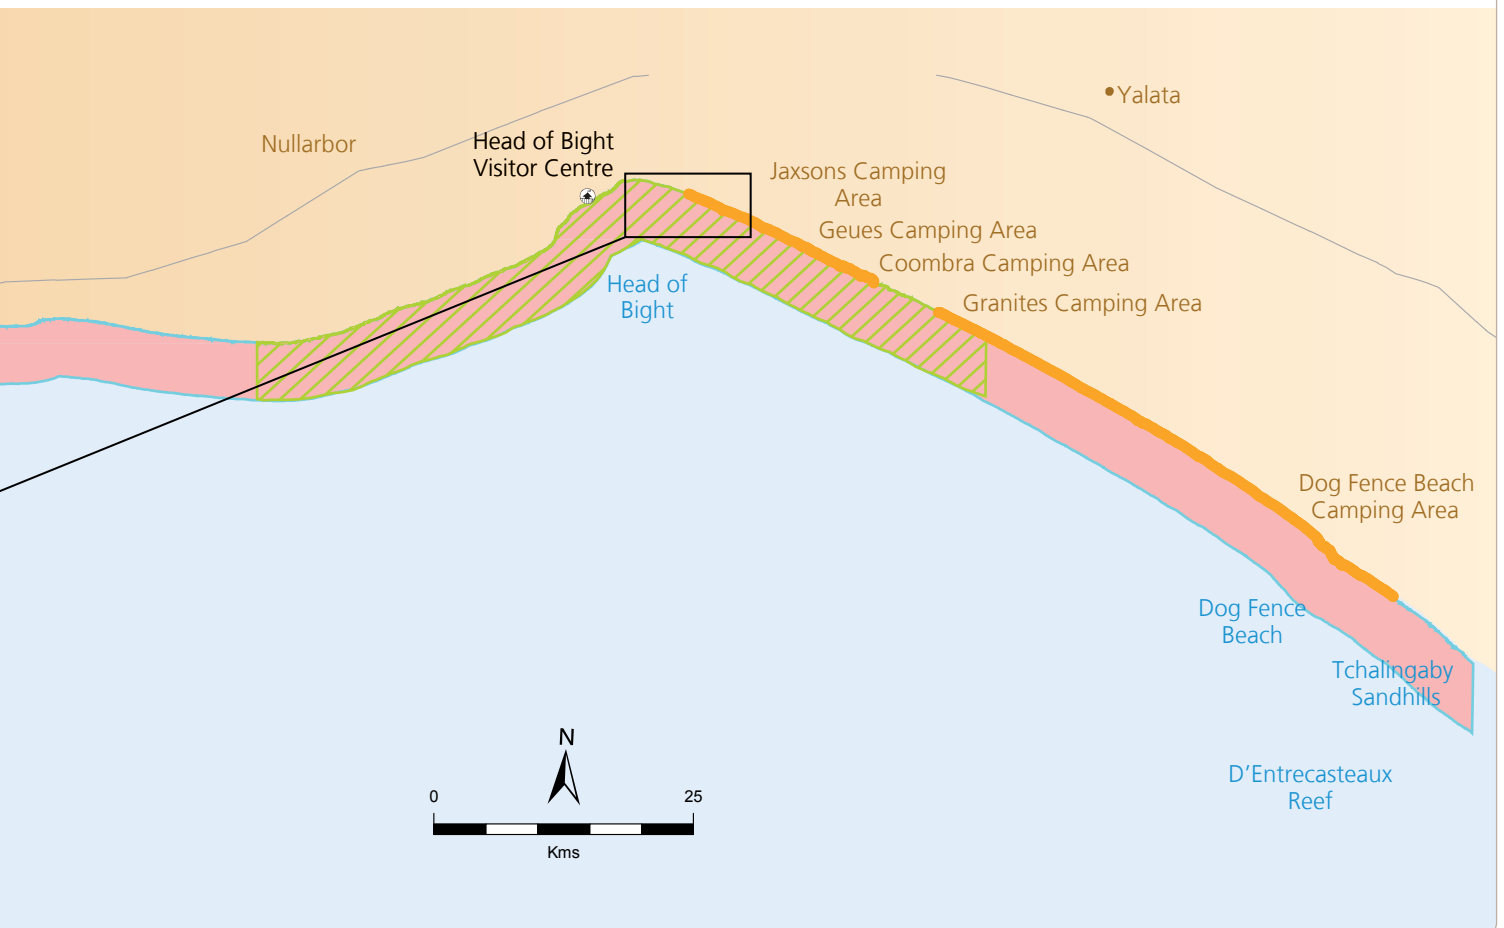 Yalata
Nullarbor
Head of Bight
Visitor Centre
Jaxsons Camping
Area
Geues Camping Area
Coombra Camping Area
Head of
Bight
Granites Camping Area
Dog Fence Beach
Camping Area
Dog Fence
Beach
Tchalingaby
Sandhills
N
D'Entrecasteaux
Reef
0 25
Kms